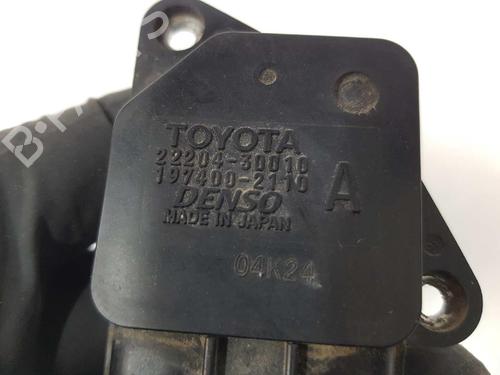 TOYOTA
22204-30010
197400-2110
A
DENSO
MADE IN JAPAN
04K24